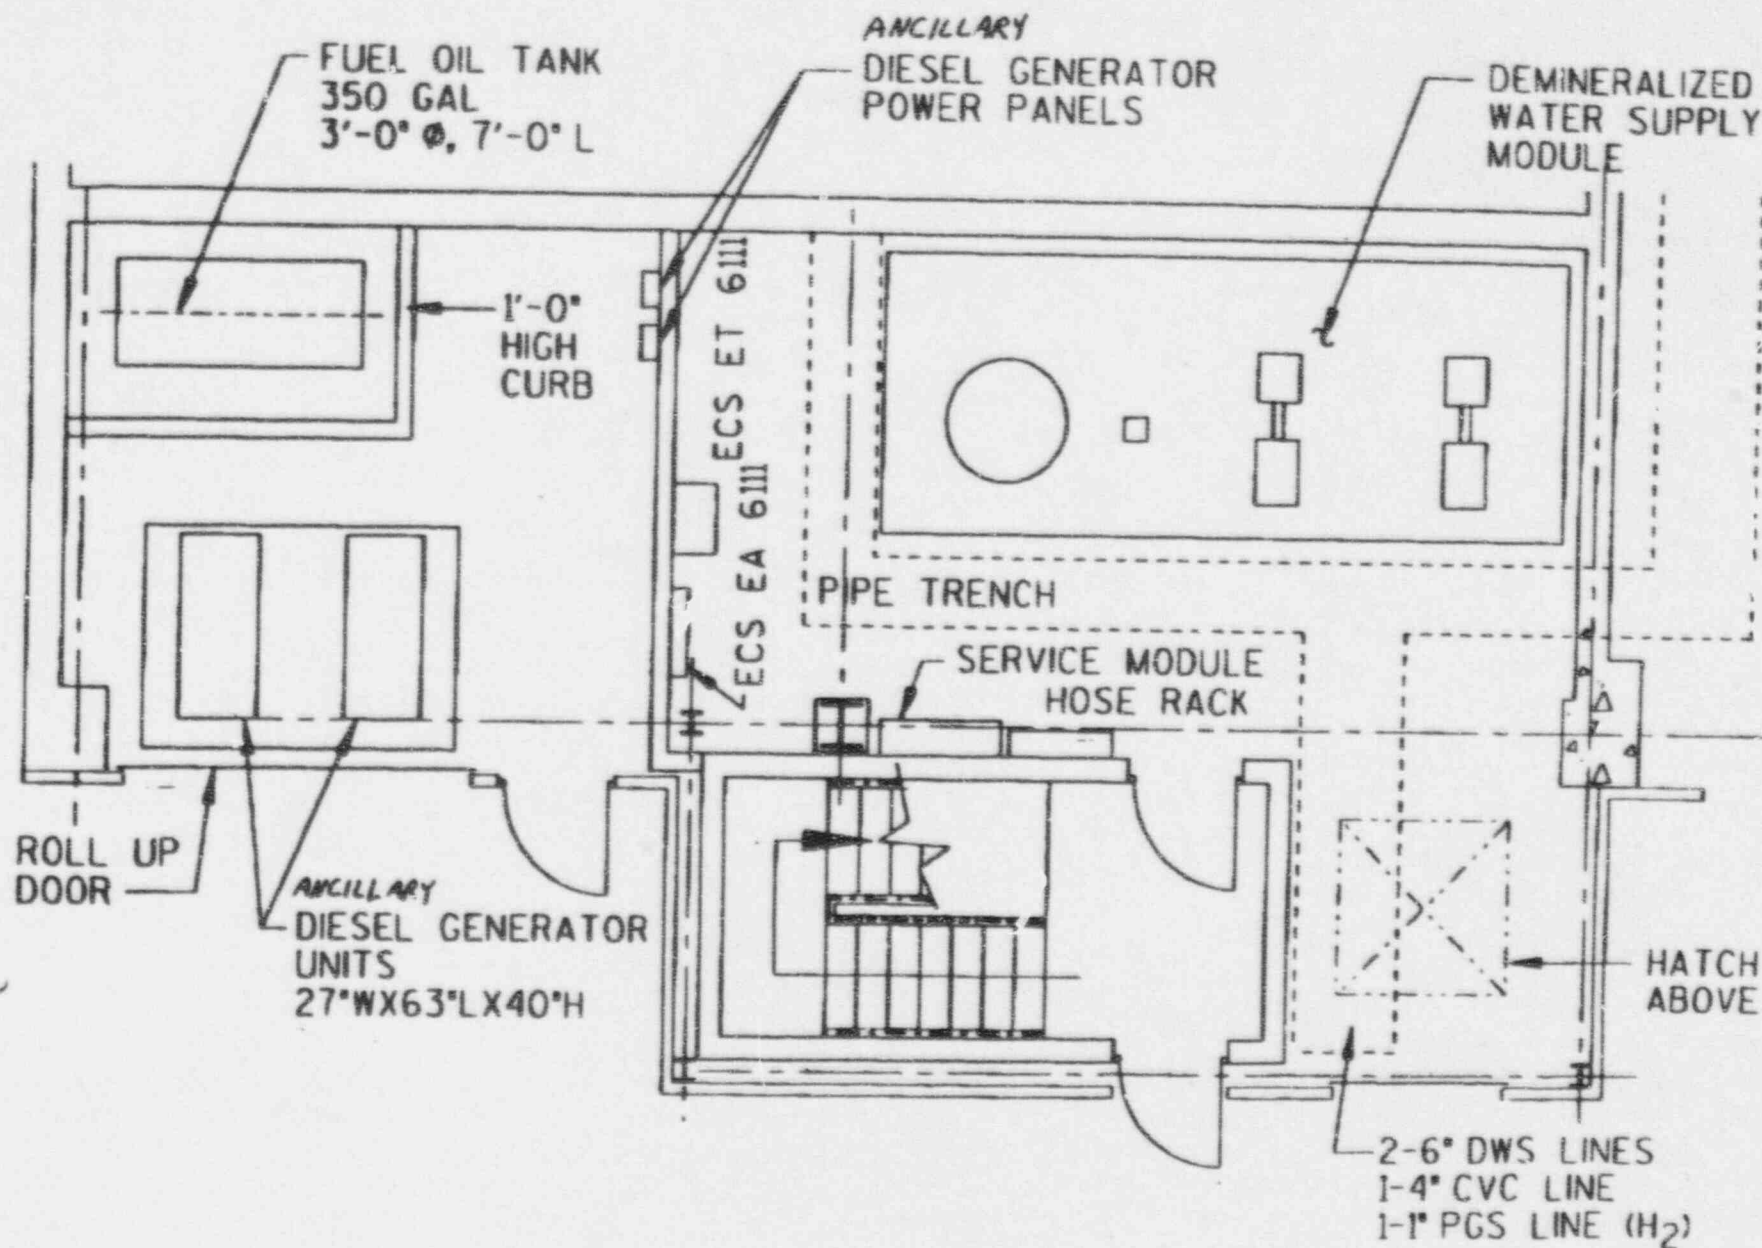 FUEL OIL TANK
350 GAL
3'-0" Ø, 7'-0" L
ANCILLARY
DIESEL GENERATOR
POWER PANELS
DEMINERALIZED
WATER SUPPLY
MODULE
1'-0"
HIGH
CURB
ECS ET 6111
ECS EA 6111
PIPE TRENCH
SERVICE MODULE
HOSE RACK
ROLL UP
DOOR
ANCILLARY
DIESEL GENERATOR
UNITS
27"WX63"LX40"H
HATCH
ABOVE
2-6" DWS LINES
1-4" CVC LINE
1-1" PGS LINE (H2)